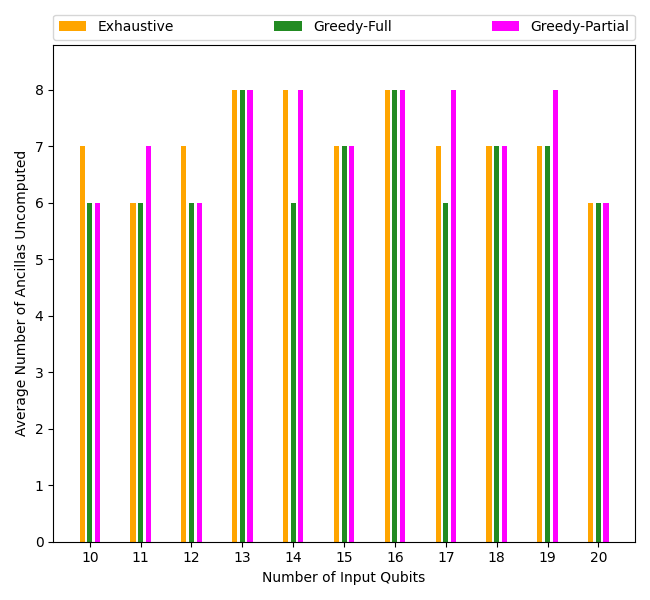 Exhaustive Greedy-Full Greedy-Partial
Average Number of Ancillas Uncomputed
8
7
6
5
4
3
2
1
0
10 11 12 13 14 15 16 17 18 19 20
Number of Input Qubits